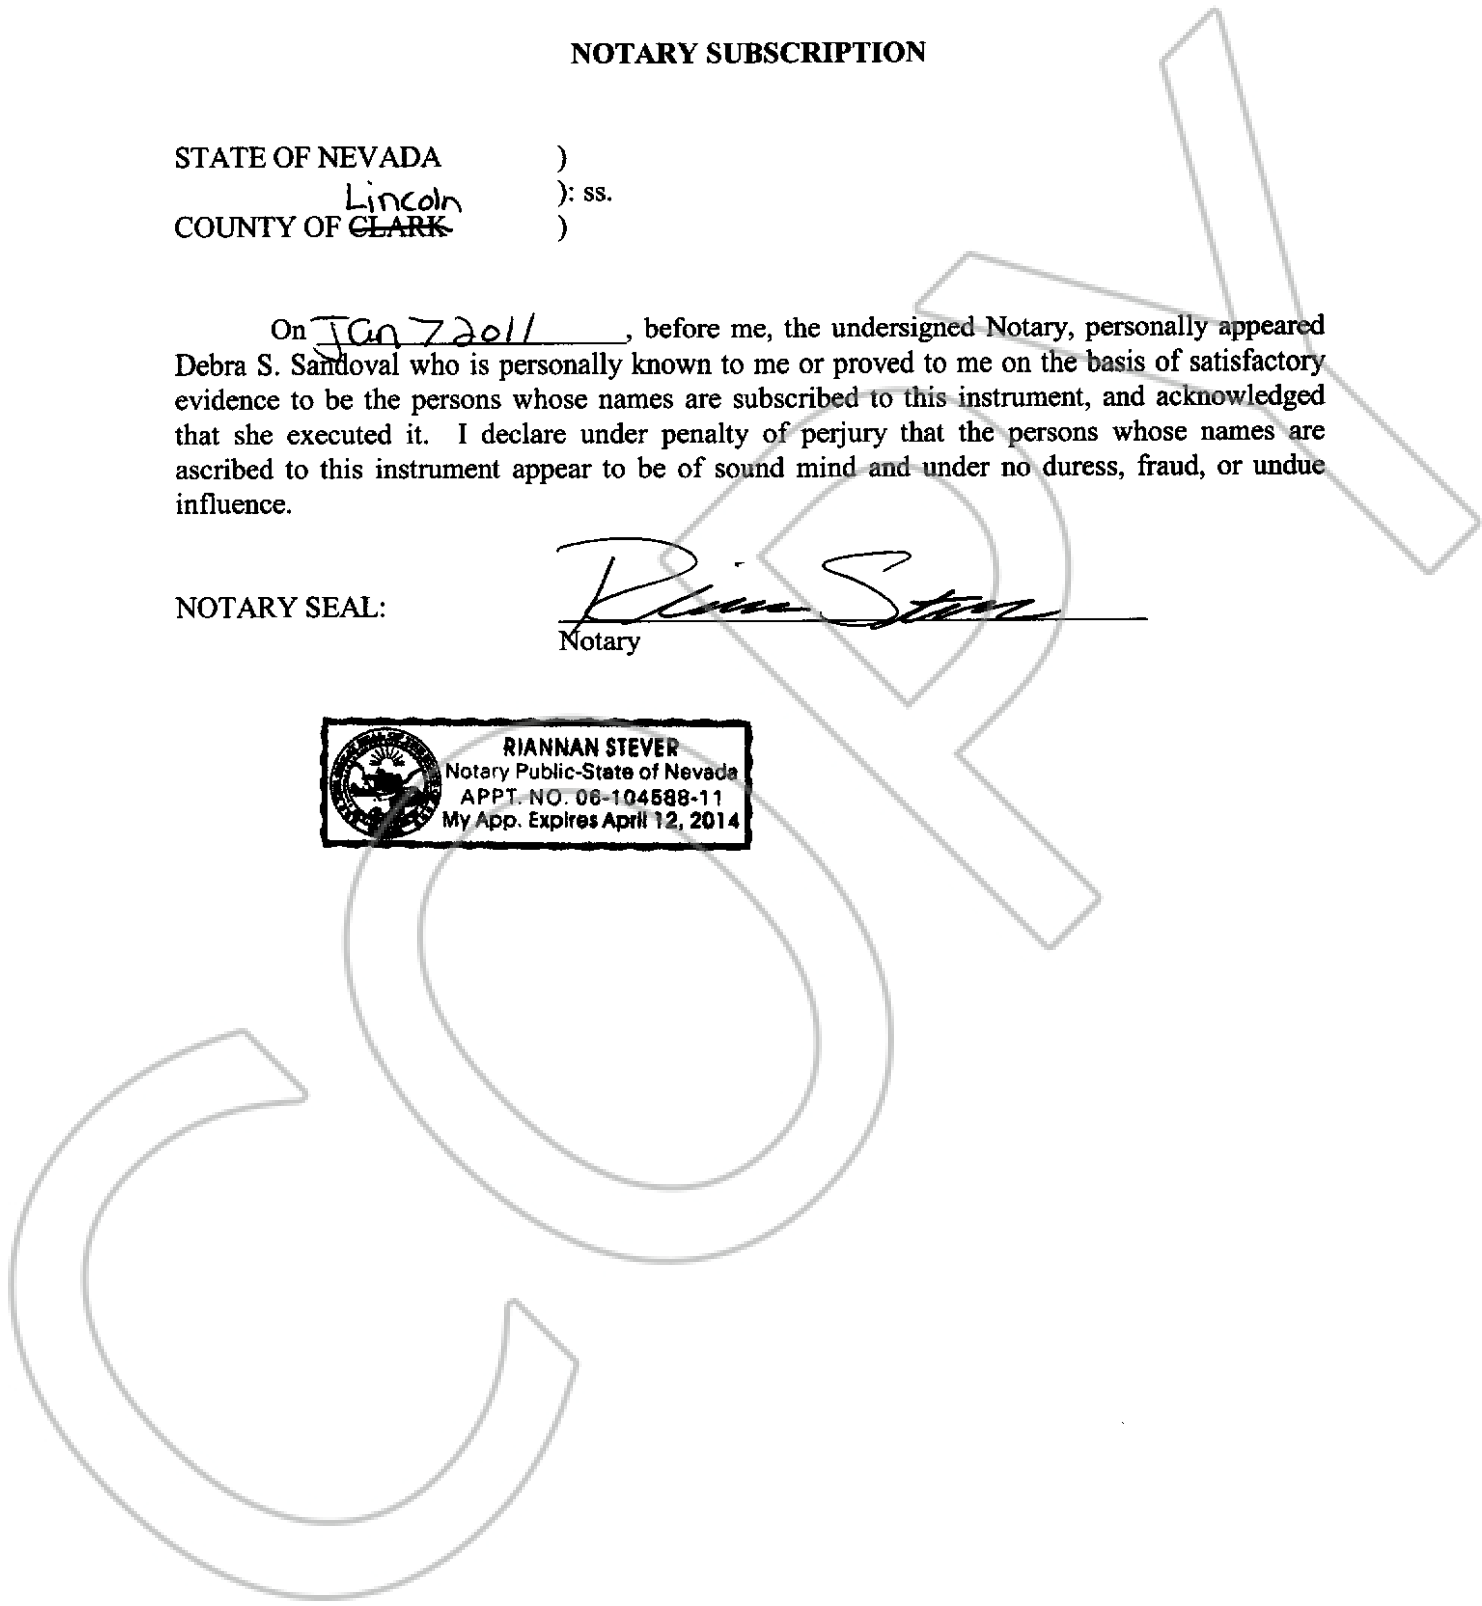 NOTARY SUBSCRIPTION
STATE OF NEVADA )
Lincoln ): ss.
COUNTY OF CLARK )
On Jan 7 2011, before me, the undersigned Notary, personally appeared
Debra S. Sandoval who is personally known to me or proved to me on the basis of satisfactory
evidence to be the persons whose names are subscribed to this instrument, and acknowledged
that she executed it. I declare under penalty of perjury that the persons whose names are
ascribed to this instrument appear to be of sound mind and under no duress, fraud, or undue
influence.
NOTARY SEAL:
Notary
RIANNAN STEVER
Notary Public-State of Nevada
APPT. NO. 06-104588-11
My App. Expires April 12, 2014
COPY